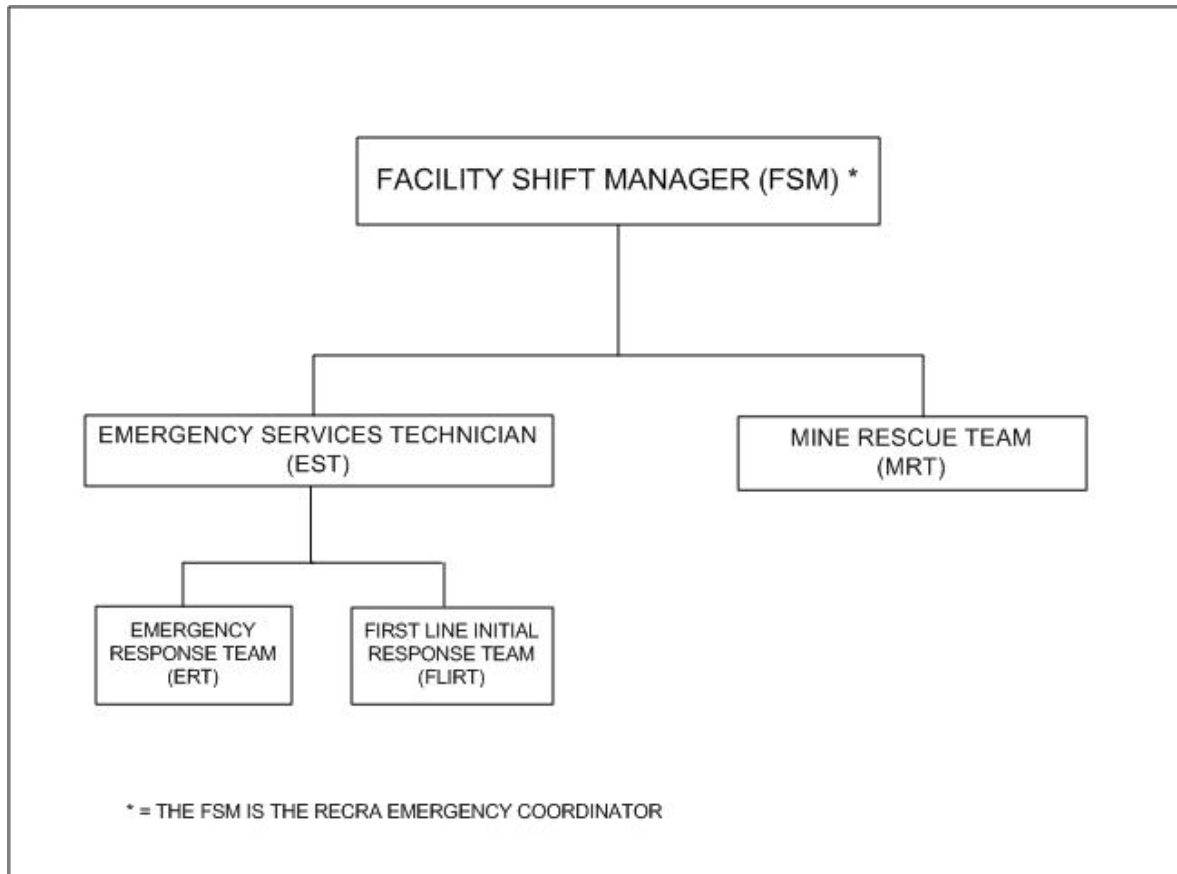 FACILITY SHIFT MANAGER (FSM) *
EMERGENCY SERVICES TECHNICIAN
(EST)
MINE RESCUE TEAM
(MRT)
EMERGENCY
RESPONSE TEAM
(ERT)
FIRST LINE INITIAL
RESPONSE TEAM
(FLIRT)
* = THE FSM IS THE RECRA EMERGENCY COORDINATOR